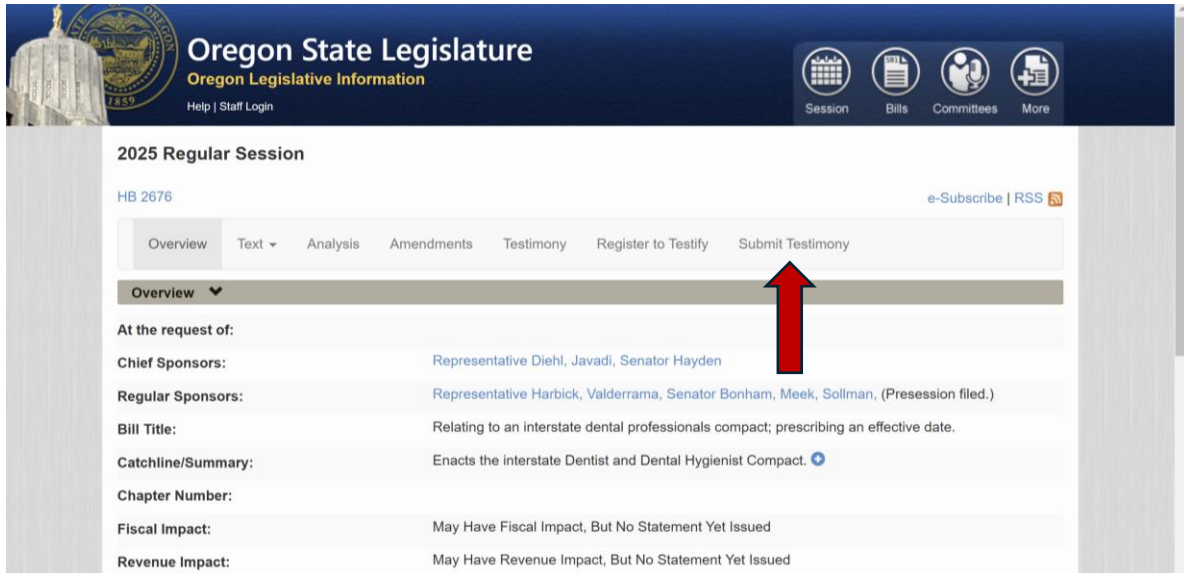 Oregon State Legislature
Oregon Legislative Information
Help | Staff Login
1859
Session Bills Committees More
2025 Regular Session
HB 2676 e-Subscribe | RSS
Overview Text Analysis Amendments Testimony Register to Testify Submit Testimony
Overview
At the request of:
Chief Sponsors: Representative Diehl, Javadi, Senator Hayden
Regular Sponsors: Representative Harbick, Valderrama, Senator Bonham, Meek, Sollman, (Presession filed.)
Bill Title: Relating to an interstate dental professionals compact; prescribing an effective date.
Catchline/Summary: Enacts the interstate Dentist and Dental Hygienist Compact.
Chapter Number:
Fiscal Impact: May Have Fiscal Impact, But No Statement Yet Issued
Revenue Impact: May Have Revenue Impact, But No Statement Yet Issued